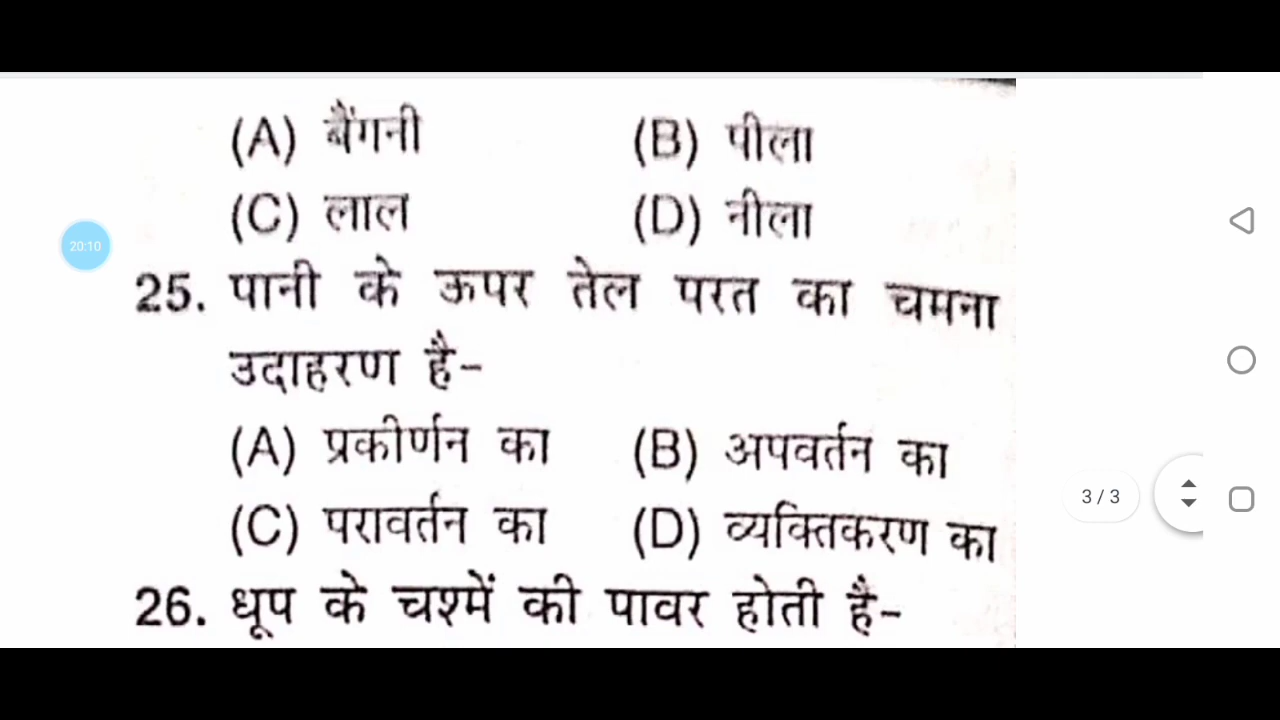 (A) बैंगनी (B) पीला
(C) लाल (D) नीला
20:10
25. पानी के ऊपर तेल परत का चमना
उदाहरण है-
(A) प्रकीर्णन का (B) अपवर्तन का
3 / 3
(C) परावर्तन का (D) व्यक्तिकरण का
26. धूप के चश्में की पावर होती है-